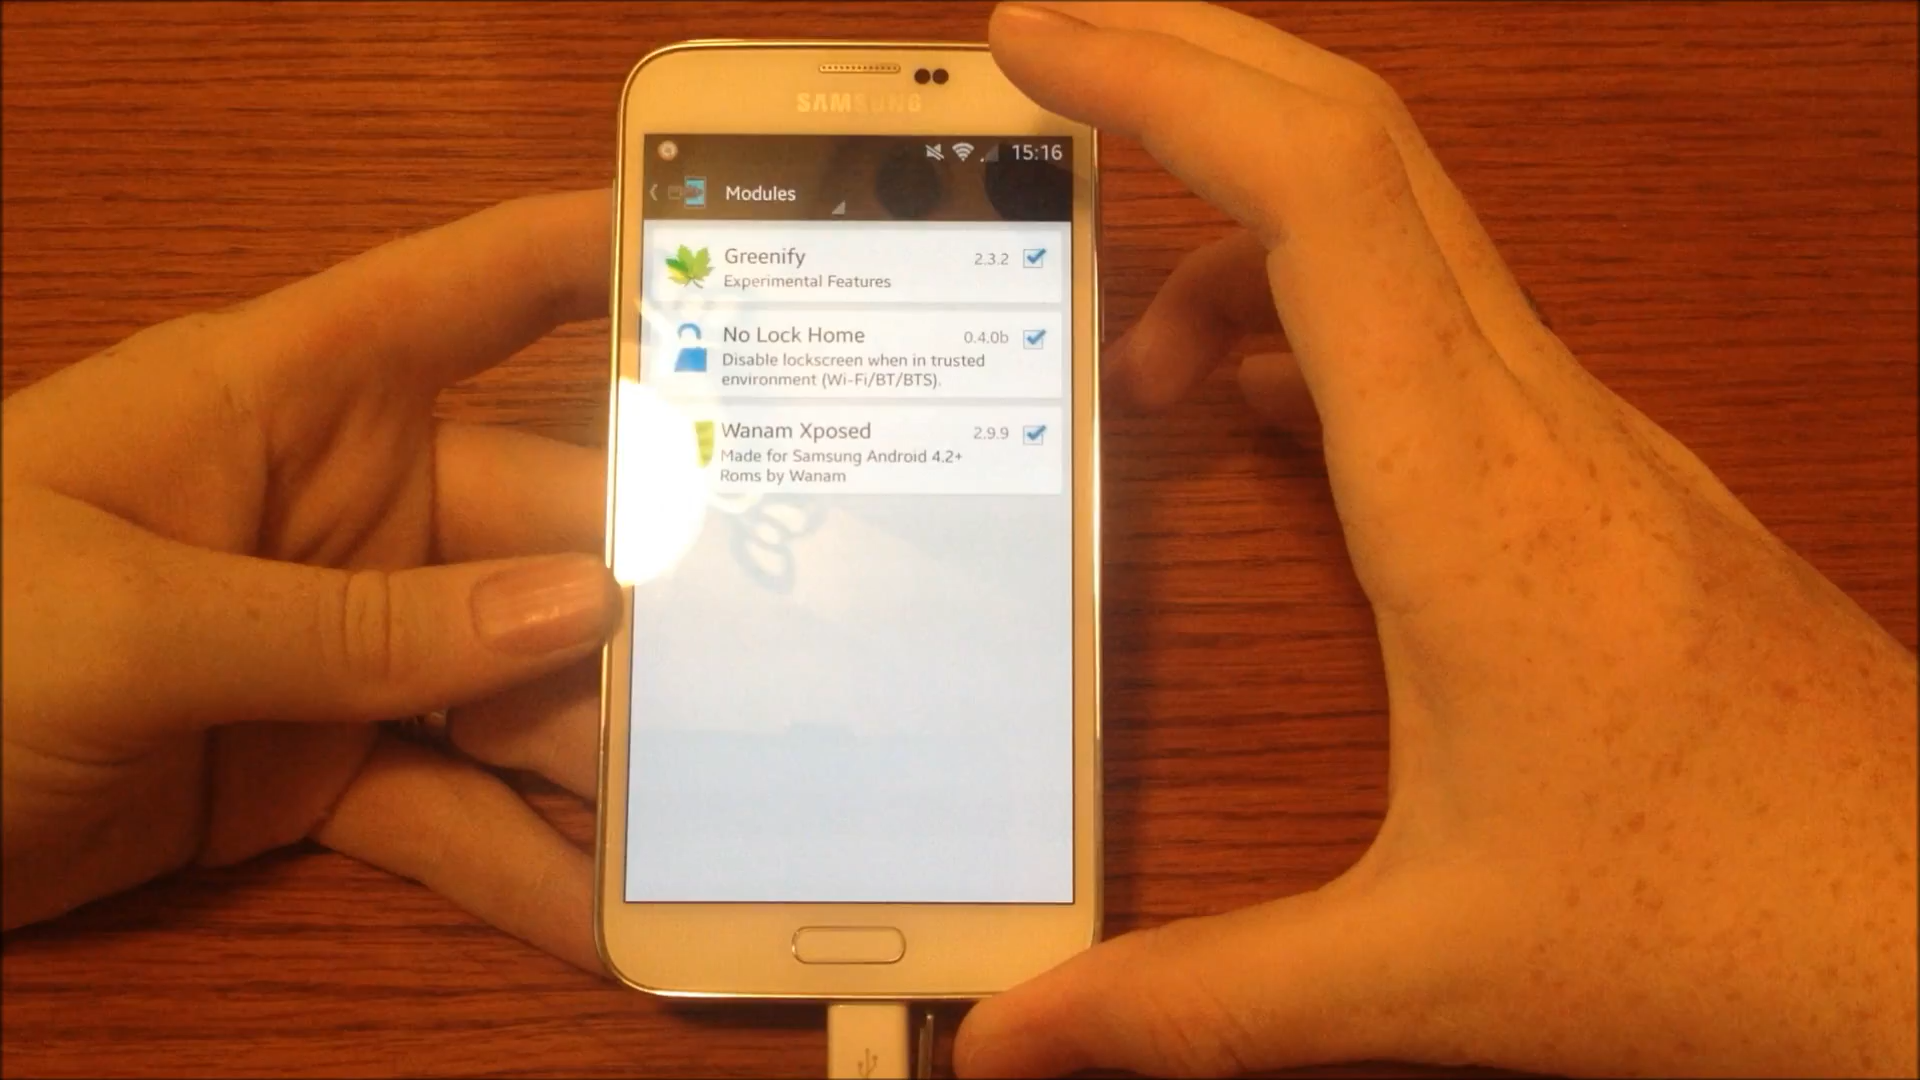 SAMSUNG
15:16
Modules
Greenify 2.3.2
Experimental Features
No Lock Home 0.4.0b
Disable lockscreen when in trusted
environment (Wi-Fi/BT/BTS).
Wanam Xposed 2.9.9
Made for Samsung Android 4.2+
Roms by Wanam